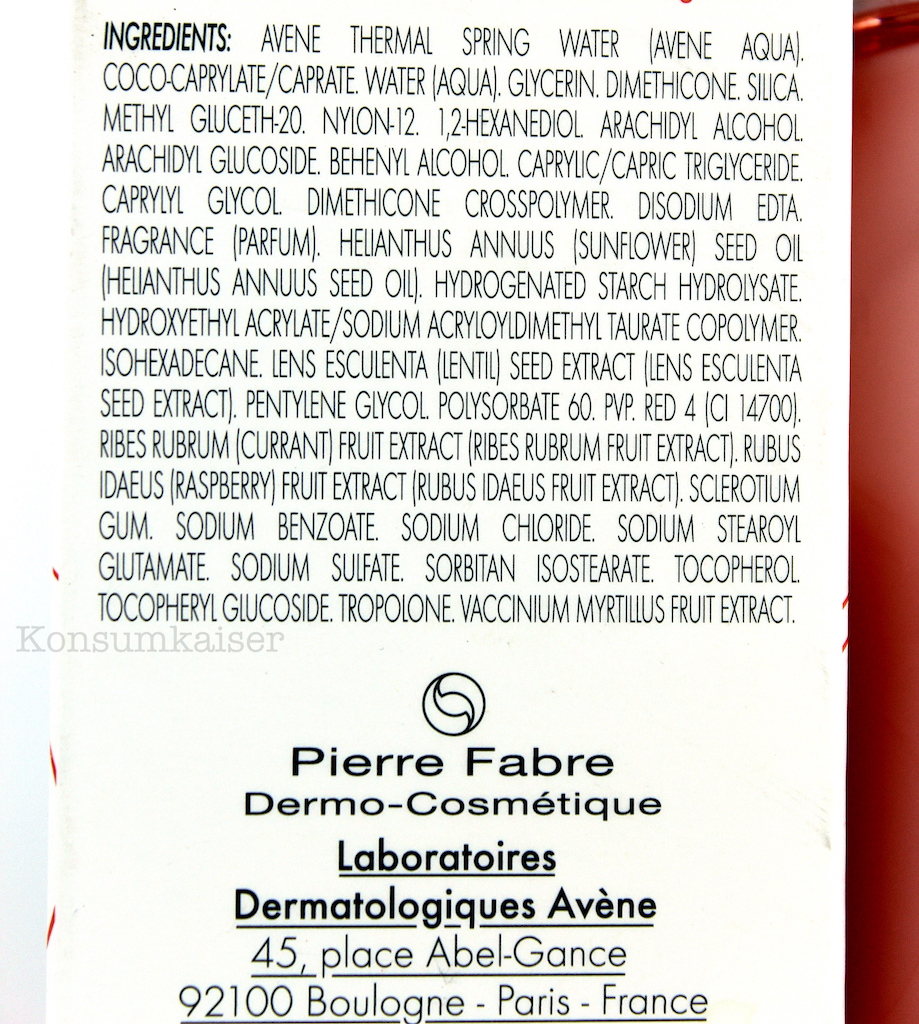 INGREDIENTS: AVENE THERMAL SPRING WATER (AVENE AQUA).
COCO-CAPRYLATE/CAPRATE. WATER (AQUA). GLYCERIN. DIMETHICONE. SILICA.
METHYL GLUCETH-20. NYLON-12. 1,2-HEXANEDIOL. ARACHIDYL ALCOHOL.
ARACHIDYL GLUCOSIDE. BEHENYL ALCOHOL. CAPRYLIC/CAPRIC TRIGLYCERIDE.
CAPRYLYL GLYCOL. DIMETHICONE CROSSPOLYMER. DISODIUM EDTA.
FRAGRANCE (PARFUM). HELIANTHUS ANNUUS (SUNFLOWER) SEED OIL
(HELIANTHUS ANNUUS SEED OIL). HYDROGENATED STARCH HYDROLYSATE.
HYDROXYETHYL ACRYLATE/SODIUM ACRYLOYLDIMETHYL TAURATE COPOLYMER.
ISOHEXADECANE. LENS ESCULENTA (LENTIL) SEED EXTRACT (LENS ESCULENTA
SEED EXTRACT). PENTYLENE GLYCOL. POLYSORBATE 60. PVP. RED 4 (CI 14700).
RIBES RUBRUM (CURRANT) FRUIT EXTRACT (RIBES RUBRUM FRUIT EXTRACT). RUBUS
IDAEUS (RASPBERRY) FRUIT EXTRACT (RUBUS IDAEUS FRUIT EXTRACT). SCLEROTIUM
GUM. SODIUM BENZOATE. SODIUM CHLORIDE. SODIUM STEAROYL
GLUTAMATE. SODIUM SULFATE. SORBITAN ISOSTEARATE. TOCOPHEROL.
TOCOPHERYL GLUCOSIDE. TROPOLONE. VACCINIUM MYRTILLUS FRUIT EXTRACT.
Konsumkaiser
Pierre Fabre
Dermo-Cosmétique
Laboratoires
Dermatologiques Avène
45, place Abel-Gance
92100 Boulogne - Paris - France